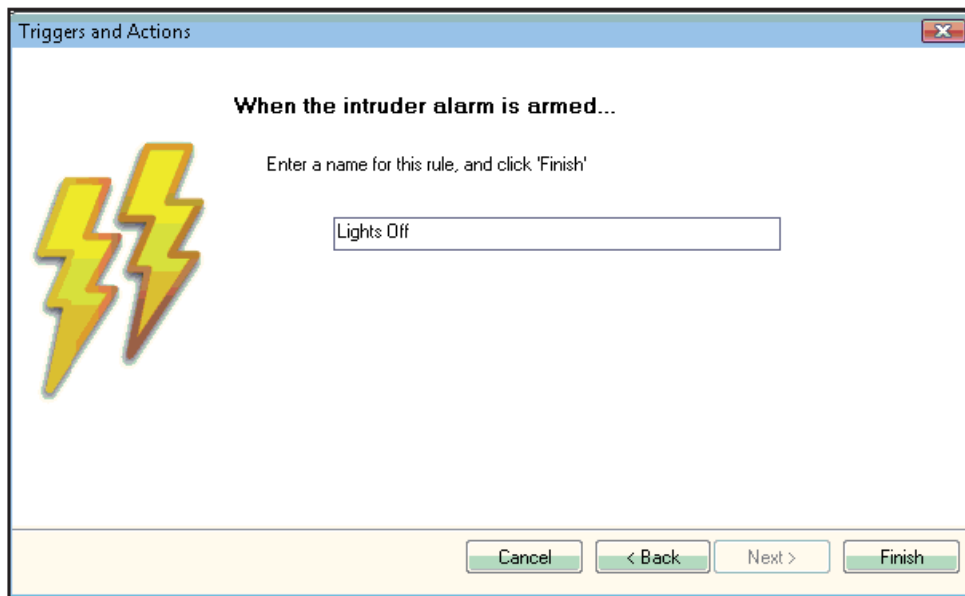 Triggers and Actions
When the intruder alarm is armed...
Enter a name for this rule, and click 'Finish'
Lights Off
Cancel
< Back
Next >
Finish